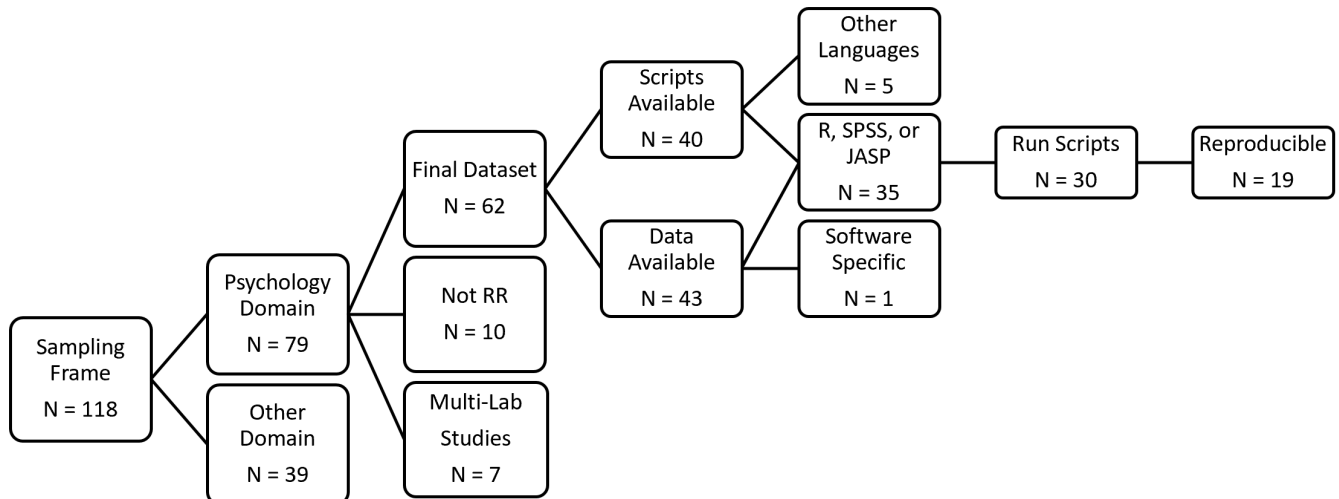 Sampling
Frame
N = 118
Psychology
Domain
N = 79
Other
Domain
N = 39
Final Dataset
N = 62
Not RR
N = 10
Multi-Lab
Studies
N = 7
Scripts
Available
N = 40
Data
Available
N = 43
Other
Languages
N = 5
R, SPSS, or
JASP
N = 35
Software
Specific
N = 1
Run Scripts
N = 30
Reproducible
N = 19